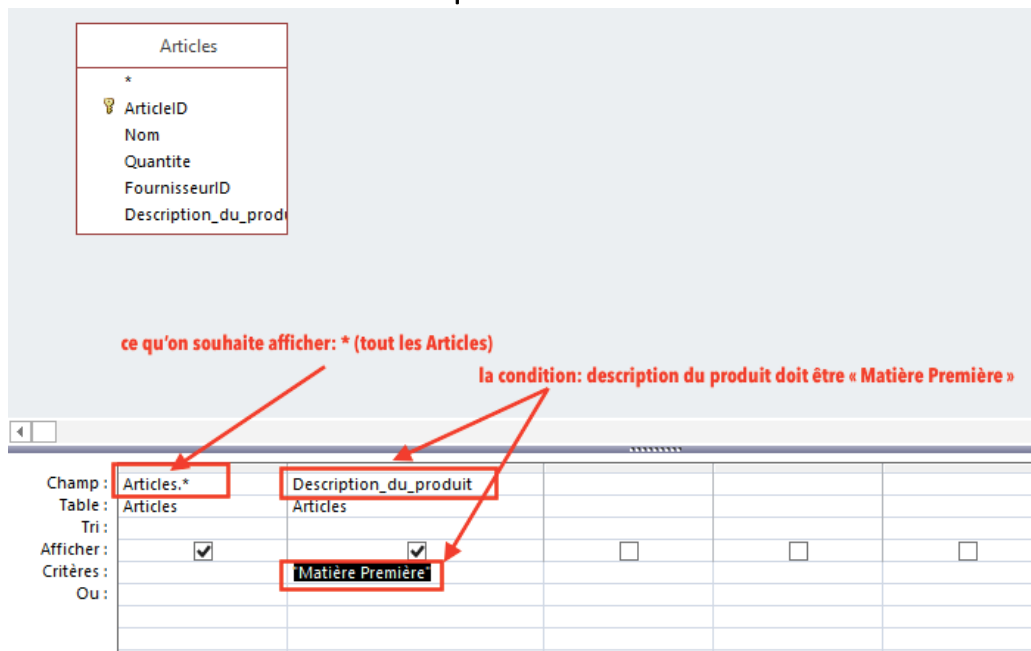 Articles
*
ArticleID
Nom
Quantite
FournisseurID
Description_du_produ
ce qu'on souhaite afficher: * (tout les Articles)
la condition: description du produit doit être « Matière Première »
Champ : Articles.* Description_du_produit
Table : Articles Articles
Tri :
Afficher :
Critères : "Matière Première"
Ou :